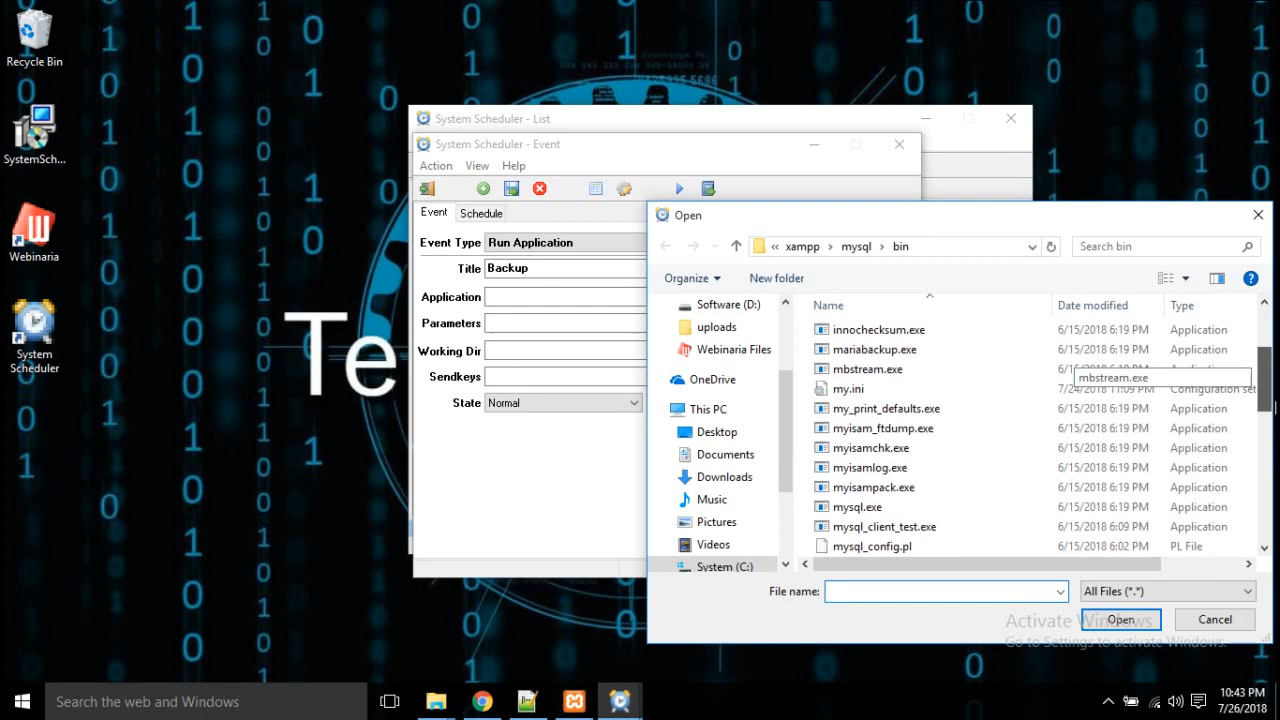 Recycle Bin
SystemSch...
Webinaria
System
Scheduler
Te
System Scheduler - List
System Scheduler - Event
Action View Help
Event Schedule
Event Type Run Application
Title Backup
Application
Parameters
Working Dir
Sendkeys
State Normal
Open
« xampp › mysql › bin
Search bin
Organize New folder
Software (D:)
uploads
Webinaria Files
OneDrive
This PC
Desktop
Documents
Downloads
Music
Pictures
Videos
System (C:)
Name Date modified Type
innochecksum.exe 6/15/2018 6:19 PM Application
mariabackup.exe 6/15/2018 6:19 PM Application
mbstream.exe
mbstream.exe
my.ini 7/24/2018 11:09 PM Configuration set
my_print_defaults.exe 6/15/2018 6:19 PM Application
myisam_ftdump.exe 6/15/2018 6:19 PM Application
myisamchk.exe 6/15/2018 6:19 PM Application
myisamlog.exe 6/15/2018 6:19 PM Application
myisampack.exe 6/15/2018 6:19 PM Application
mysql.exe 6/15/2018 6:19 PM Application
mysql_client_test.exe 6/15/2018 6:09 PM Application
mysql_config.pl 6/15/2018 6:02 PM PL File
File name: All Files (*.*)
Open Cancel
Activate Windows
Go to Settings to activate Windows.
Search the web and Windows
10:43 PM
7/26/2018